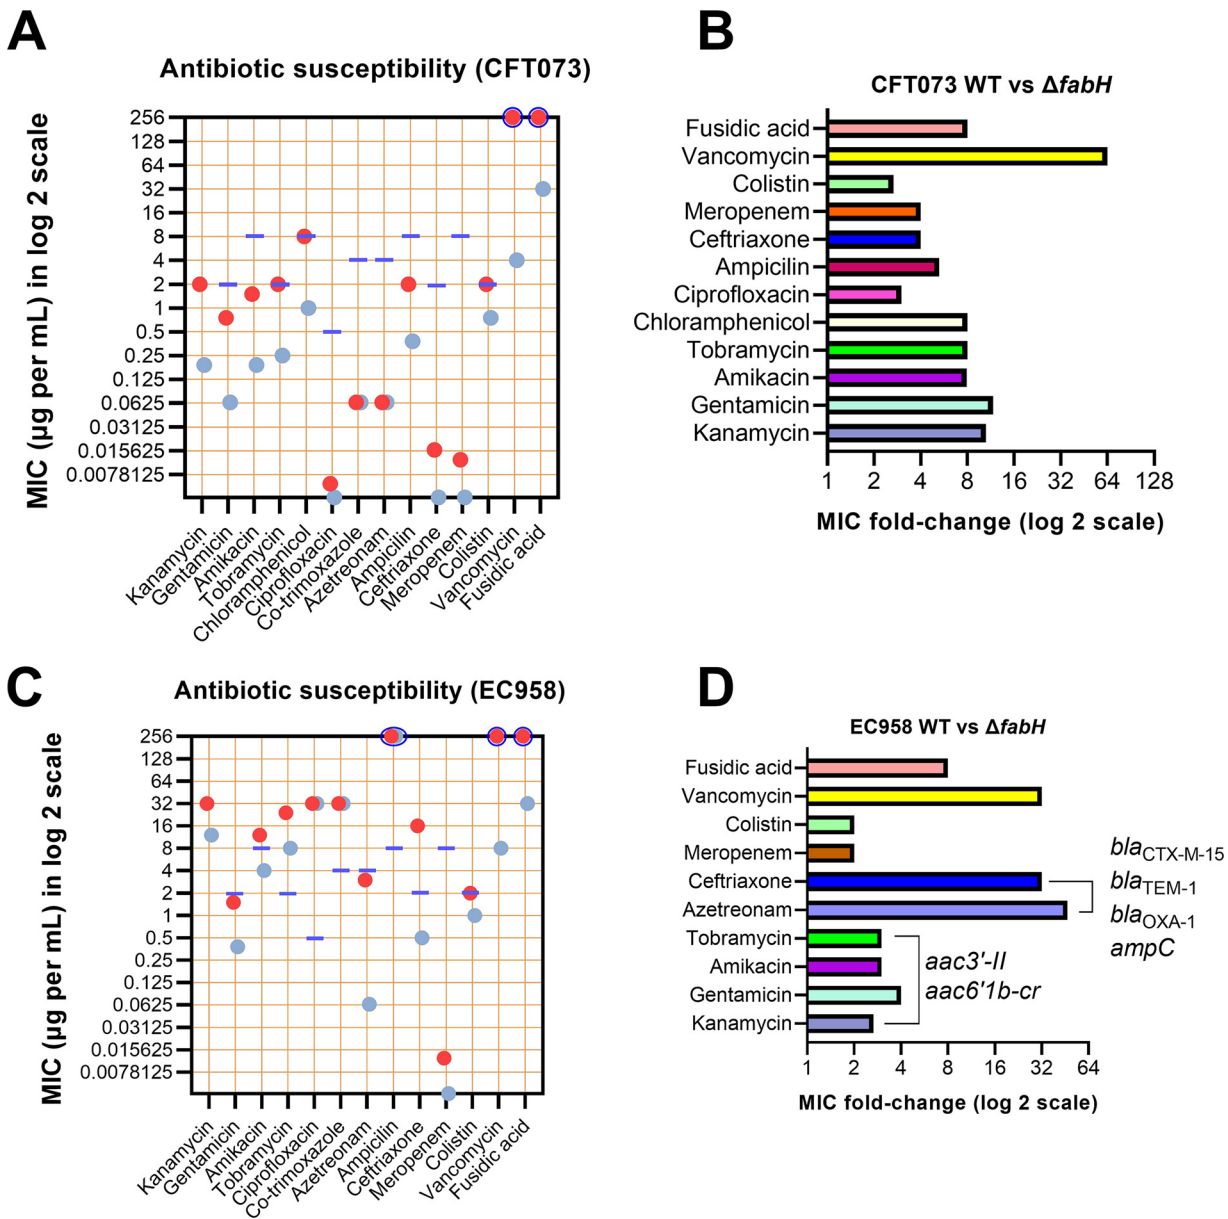 A
Antibiotic susceptibility (CFT073)
MIC (µg per mL) in log 2 scale
256
128
64
32
16
8
4
2
1
0.5
0.25
0.125
0.0625
0.03125
0.015625
0.0078125
Kanamycin
Gentamicin
Amikacin
Tobramycin
Chloramphenicol
Ciprofloxacin
Co-trimoxazole
Azetreonam
Ampicilin
Ceftriaxone
Meropenem
Colistin
Vancomycin
Fusidic acid
B
CFT073 WT vs ΔfabH
Fusidic acid
Vancomycin
Colistin
Meropenem
Ceftriaxone
Ampicilin
Ciprofloxacin
Chloramphenicol
Tobramycin
Amikacin
Gentamicin
Kanamycin
1 2 4 8 16 32 64 128
MIC fold-change (log 2 scale)
C
Antibiotic susceptibility (EC958)
MIC (µg per mL) in log 2 scale
256
128
64
32
16
8
4
2
1
0.5
0.25
0.125
0.0625
0.03125
0.015625
0.0078125
Kanamycin
Gentamicin
Amikacin
Tobramycin
Ciprofloxacin
Co-trimoxazole
Azetreonam
Ampicilin
Ceftriaxone
Meropenem
Colistin
Vancomycin
Fusidic acid
D
EC958 WT vs ΔfabH
Fusidic acid
Vancomycin
Colistin
Meropenem
Ceftriaxone
Azetreonam
Tobramycin
Amikacin
Gentamicin
Kanamycin
blaCTX-M-15
blaTEM-1
blaOXA-1
ampC
aac3'-II
aac6'1b-cr
1 2 4 8 16 32 64
MIC fold-change (log 2 scale)